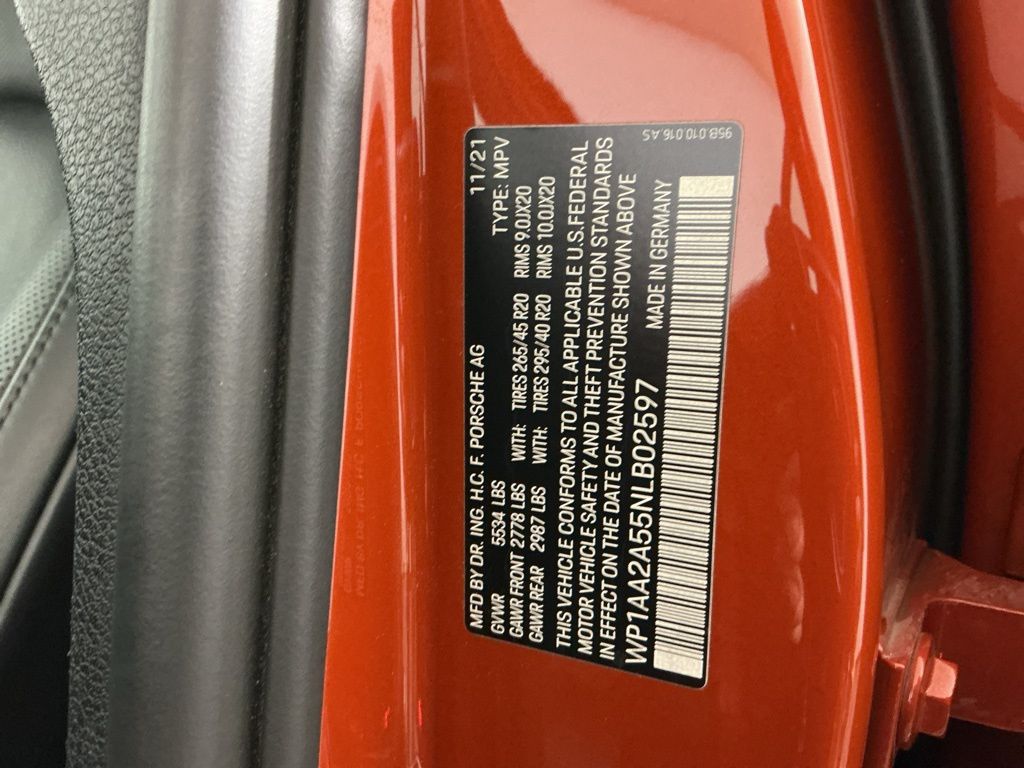 MFD BY DR. ING. H.C. F. PORSCHE AG 11/21
GVWR 5534 LBS TYPE: MPV
GAWR FRONT 2778 LBS WITH: TIRES 265/45 R20 RIMS 9.0JX20
GAWR REAR 2987 LBS WITH: TIRES 295/40 R20 RIMS 10.0JX20
THIS VEHICLE CONFORMS TO ALL APPLICABLE U.S.FEDERAL
MOTOR VEHICLE SAFETY AND THEFT PREVENTION STANDARDS
IN EFFECT ON THE DATE OF MANUFACTURE SHOWN ABOVE
WP1AA2A55NLB02597 MADE IN GERMANY
95B.010.016.AS